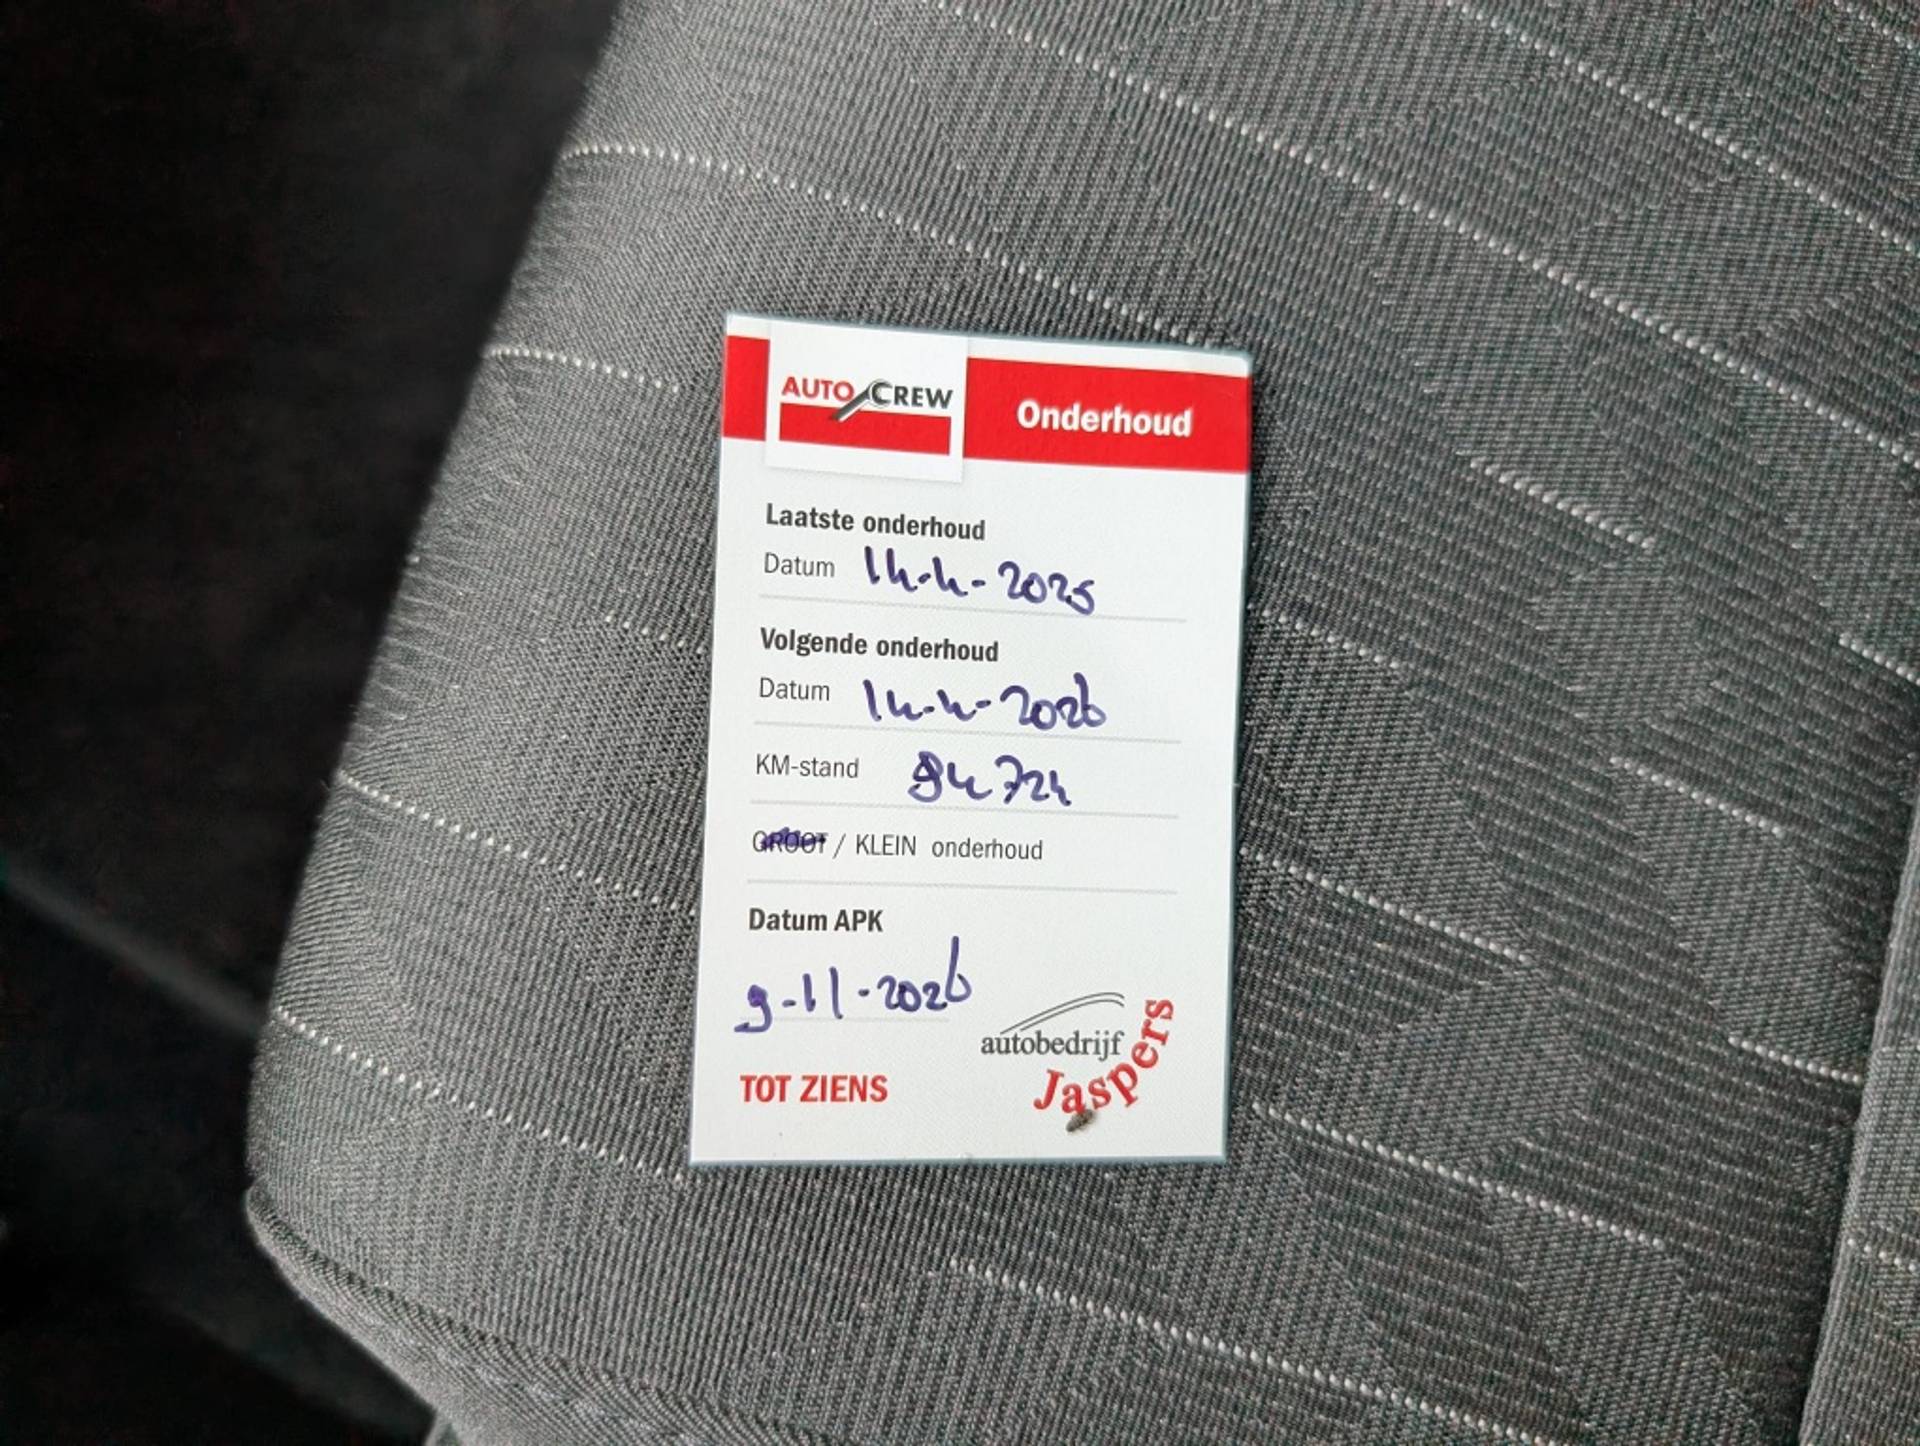 AUTO CREW
Onderhoud
Laatste onderhoud
Datum 14-4-2025
Volgende onderhoud
Datum 14-4-2026
KM-stand 94724
GROOT / KLEIN onderhoud
Datum APK
9-11-2026
autobedrijf
Jaspers
TOT ZIENS